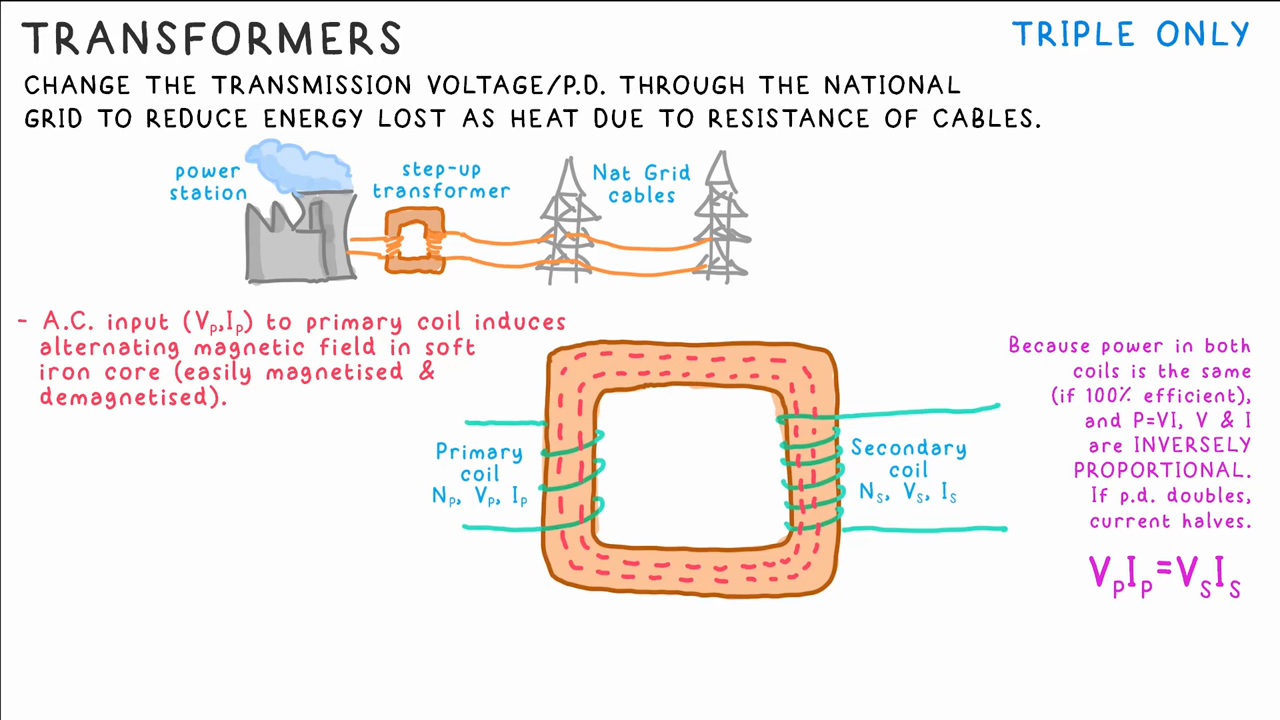 TRANSFORMERS
TRIPLE ONLY
CHANGE THE TRANSMISSION VOLTAGE/P.D. THROUGH THE NATIONAL
GRID TO REDUCE ENERGY LOST AS HEAT DUE TO RESISTANCE OF CABLES.
power
station
step-up
transformer
Nat Grid
cables
- A.C. input (Vₚ,Iₚ) to primary coil induces
alternating magnetic field in soft
iron core (easily magnetised &
demagnetised).
Primary
coil
Nₚ, Vₚ, Iₚ
Secondary
coil
Nₛ, Vₛ, Iₛ
Because power in both
coils is the same
(if 100% efficient),
and P=VI, V & I
are INVERSELY
PROPORTIONAL.
If p.d. doubles,
current halves.
VₚIₚ=VₛIₛ